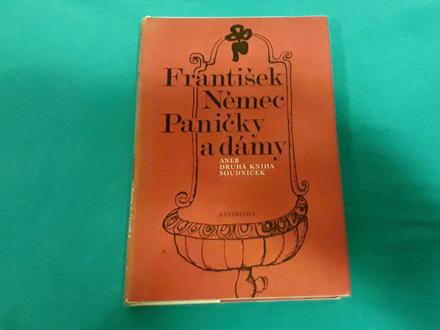 František
Němec
Paničky
a dámy
ANEB
DRUHÁ KNIHA
SOUDNIČEK
SVOBODA